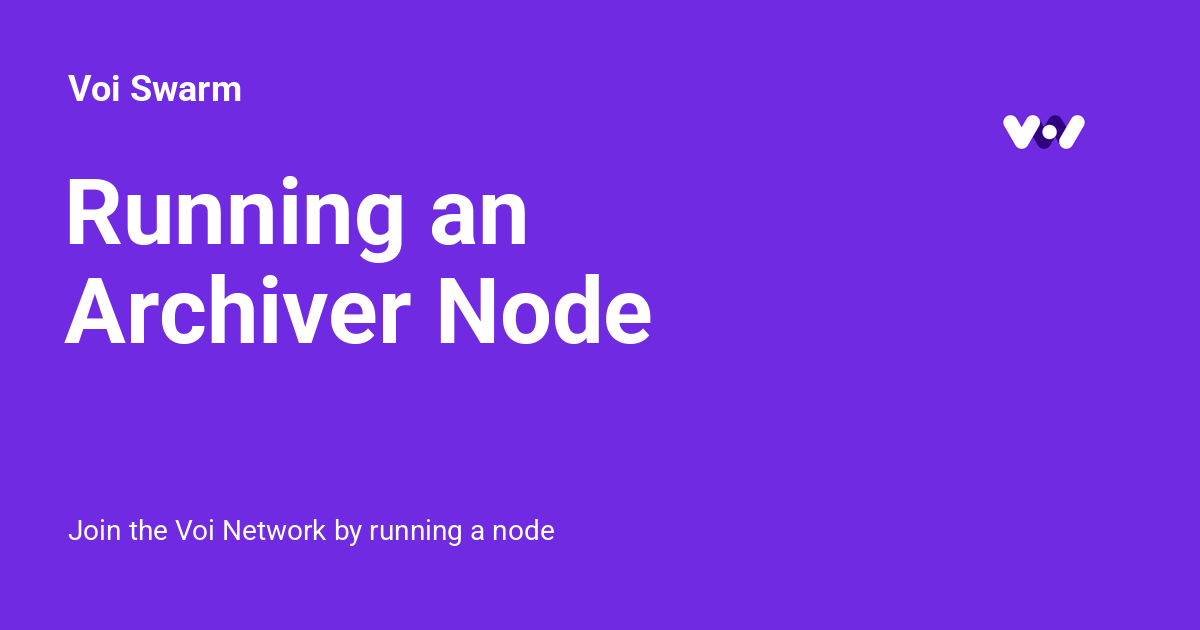 Voi Swarm
Running an
Archiver Node
Join the Voi Network by running a node